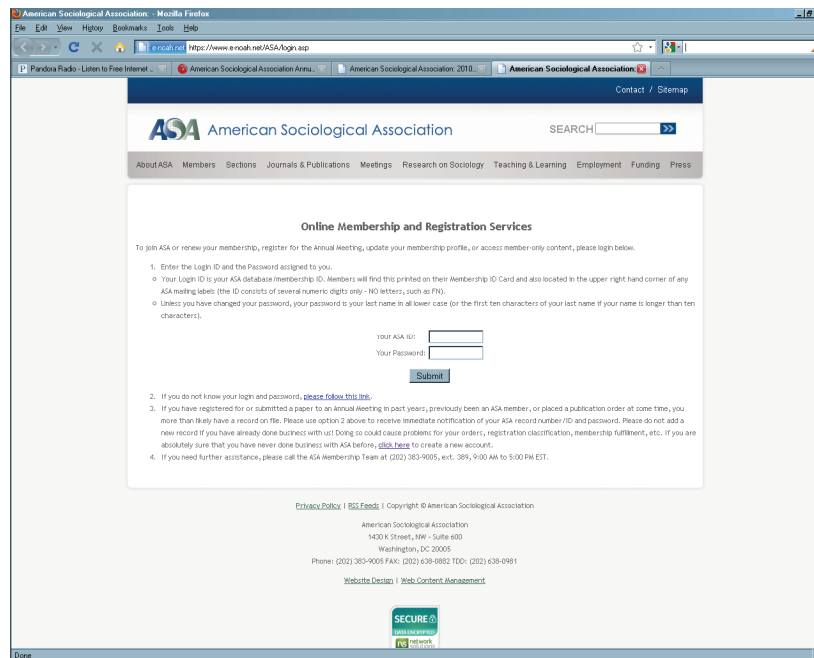 American Sociological Association: - Mozilla Firefox
File Edit View History Bookmarks Tools Help
e-noah.net https://www.e-noah.net/ASA/login.asp
Pandora Radio - Listen to Free Internet ... American Sociological Association Annu... American Sociological Association: 2010... American Sociological Association:
Contact / Sitemap
ASA American Sociological Association SEARCH
About ASA Members Sections Journals & Publications Meetings Research on Sociology Teaching & Learning Employment Funding Press
Online Membership and Registration Services
To join ASA or renew your membership, register for the Annual Meeting, update your membership profile, or access member-only content, please login below.
1. Enter the Login ID and the Password assigned to you.
Your Login ID is your ASA database/membership ID. Members will find this printed on their Membership ID Card and also located in the upper right hand corner of any
ASA mailing labels (the ID consists of several numeric digits only - NO letters, such as FN).
Unless you have changed your password, your password is your last name in all lower case (or the first ten characters of your last name if your name is longer than ten
characters).
Your ASA ID:
Your Password:
Submit
2. If you do not know your login and password, please follow this link.
3. If you have registered for or submitted a paper to an Annual Meeting in past years, previously been an ASA member, or placed a publication order at some time, you
more than likely have a record on file. Please use option 2 above to receive immediate notification of your ASA record number/ID and password. Please do not add a
new record if you have already done business with us! Doing so could cause problems for your orders, registration classification, membership fulfillment, etc. If you are
absolutely sure that you have never done business with ASA before, click here to create a new account.
4. If you need further assistance, please call the ASA Membership Team at (202) 383-9005, ext. 389, 9:00 AM to 5:00 PM EST.
Privacy Policy | RSS Feeds | Copyright © American Sociological Association
American Sociological Association
1430 K Street, NW - Suite 600
Washington, DC 20005
Phone: (202) 383-9005 FAX: (202) 638-0882 TDD: (202) 638-0981
Website Design | Web Content Management
SECURE
DATA ENCRYPTED
ns network
solutions
Done